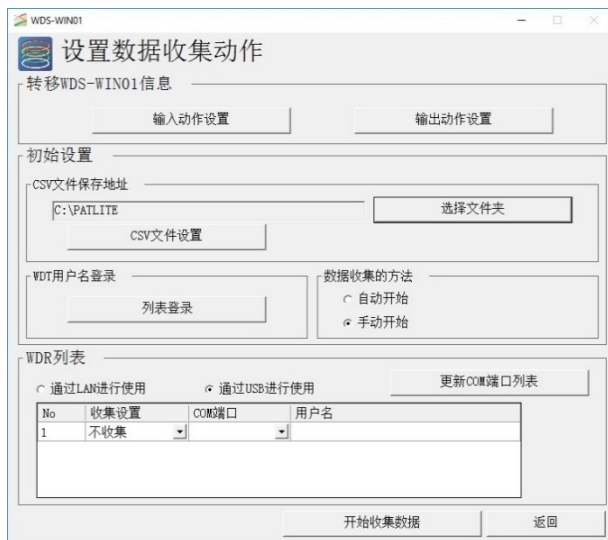 WDS-WIN01
设置数据收集动作
转移WDS-WIN01信息
输入动作设置 输出动作设置
初始设置
CSV文件保存地址
C:\PATLITE 选择文件夹
CSV文件设置
WDT用户名登录 数据收集的方法
列表登录
自动开始
手动开始
WDR列表
通过LAN进行使用 通过USB进行使用 更新COM端口列表
No 收集设置 COM端口 用户名
1 不收集
开始收集数据 返回